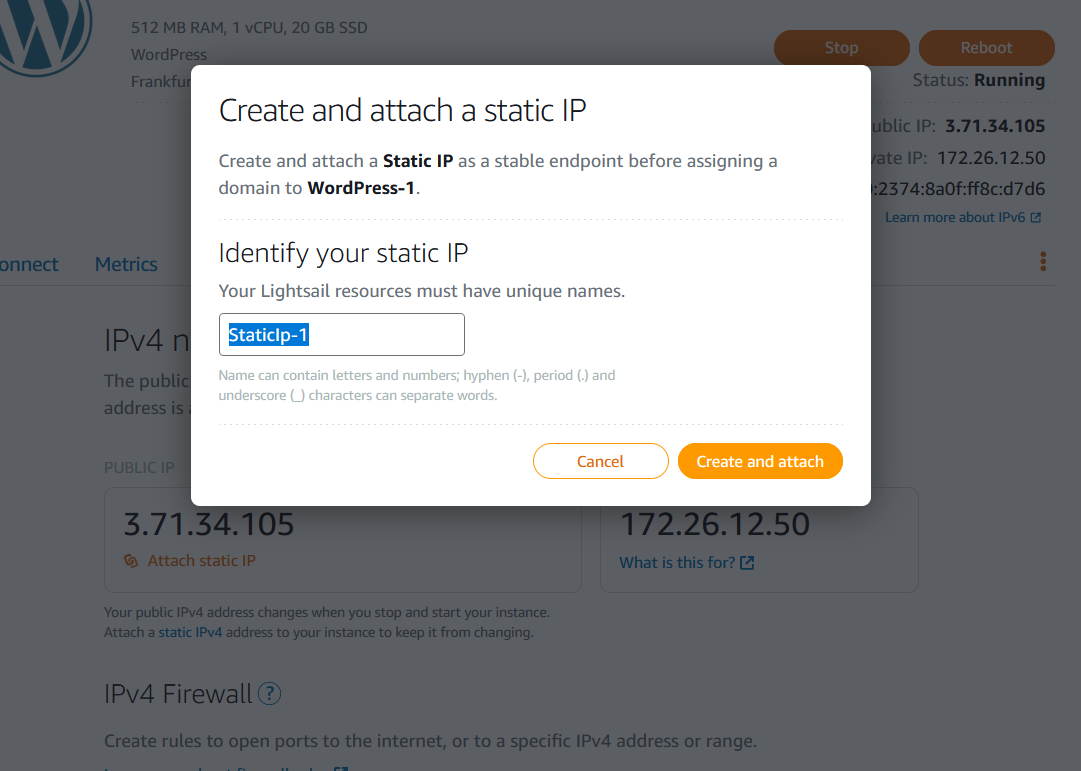 512 MB RAM, 1 vCPU, 20 GB SSD
WordPress
Stop
Reboot
Status: Running
IP: 3.71.34.105
IP: 172.26.12.50
:2374:8a0f:ff8c:d7d6
Learn more about IPv6
Create and attach a static IP
Create and attach a Static IP as a stable endpoint before assigning a
domain to WordPress-1.
Identify your static IP
Your Lightsail resources must have unique names.
StaticIp-1
Name can contain letters and numbers; hyphen (-), period (.) and
underscore (_) characters can separate words.
Cancel
Create and attach
Metrics
IPv4
The public
address is
PUBLIC IP
3.71.34.105
Attach static IP
172.26.12.50
What is this for?
Your public IPv4 address changes when you stop and start your instance.
Attach a static IPv4 address to your instance to keep it from changing.
IPv4 Firewall ?
Create rules to open ports to the internet, or to a specific IPv4 address or range.